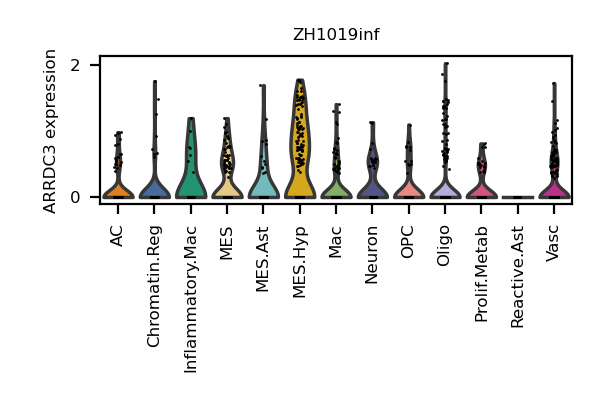 ZH1019inf
ARRDC3 expression
2
0
AC
Chromatin.Reg
Inflammatory.Mac
MES
MES.Ast
MES.Hyp
Mac
Neuron
OPC
Oligo
Prolif.Metab
Reactive.Ast
Vasc